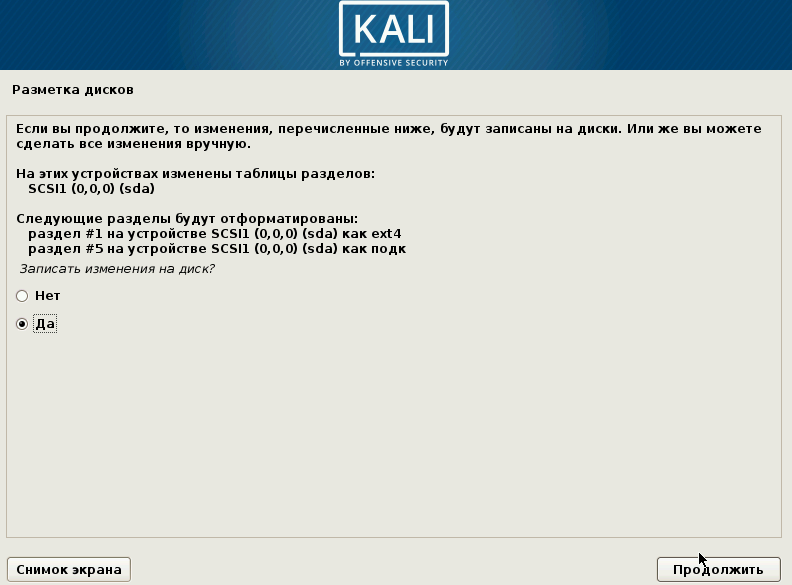 KALI
BY OFFENSIVE SECURITY
Разметка дисков
Если вы продолжите, то изменения, перечисленные ниже, будут записаны на диски. Или же вы можете
сделать все изменения вручную.
На этих устройствах изменены таблицы разделов:
SCSI1 (0,0,0) (sda)
Следующие разделы будут отформатированы:
раздел #1 на устройстве SCSI1 (0,0,0) (sda) как ext4
раздел #5 на устройстве SCSI1 (0,0,0) (sda) как подк
Записать изменения на диск?
Нет
Да
Снимок экрана
Продолжить